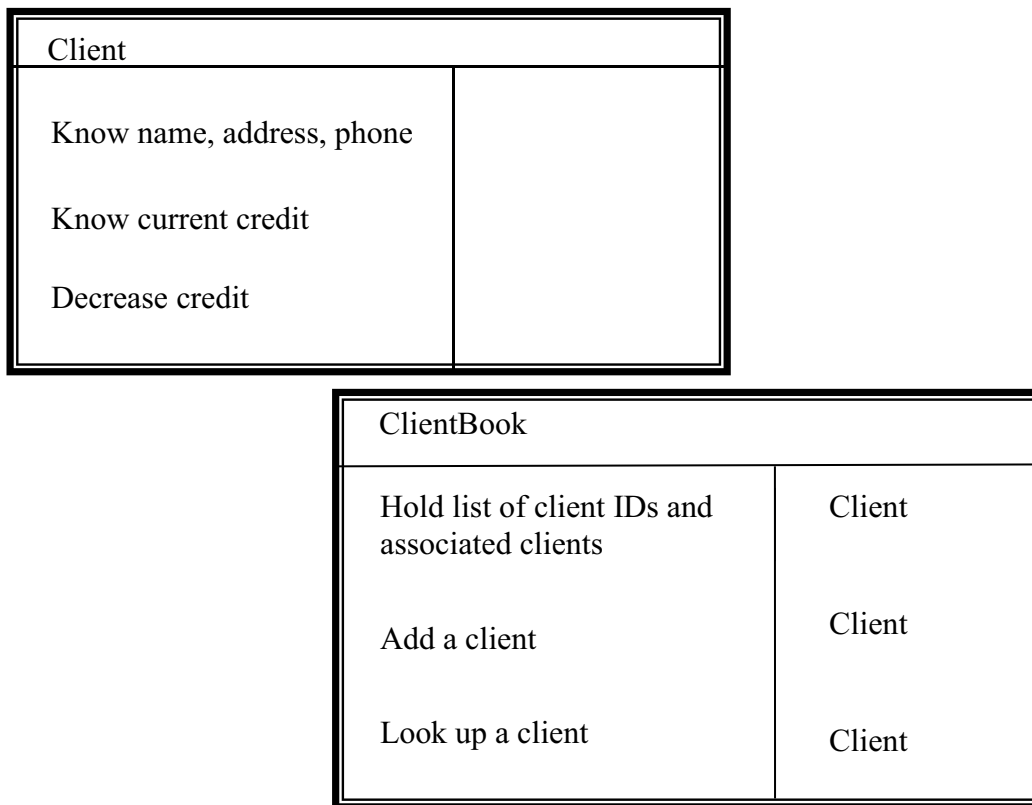 Client
Know name, address, phone
Know current credit
Decrease credit
ClientBook
Hold list of client IDs and
associated clients
Client
Add a client
Client
Look up a client
Client